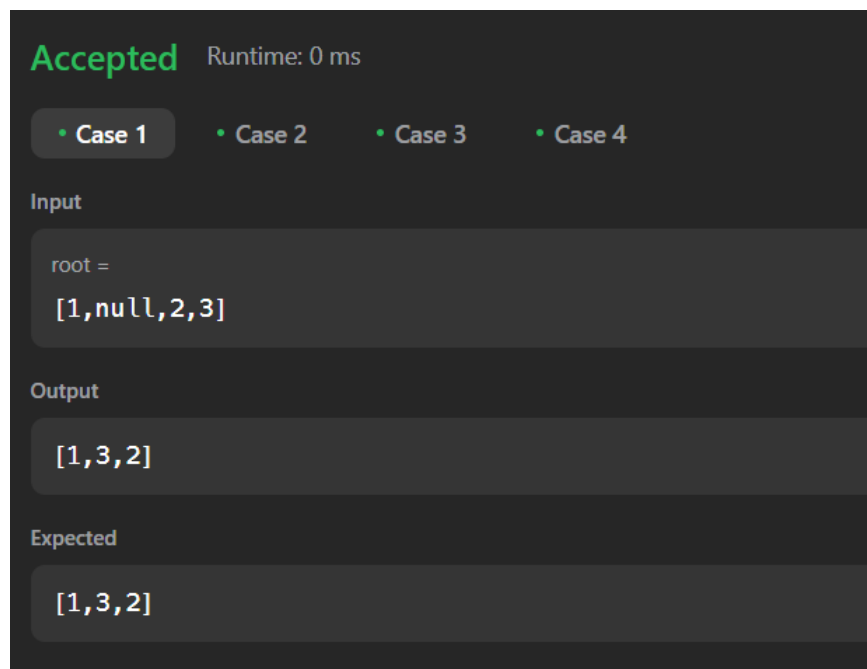 Accepted Runtime: 0 ms
• Case 1 • Case 2 • Case 3 • Case 4
Input
root =
[1,null,2,3]
Output
[1,3,2]
Expected
[1,3,2]